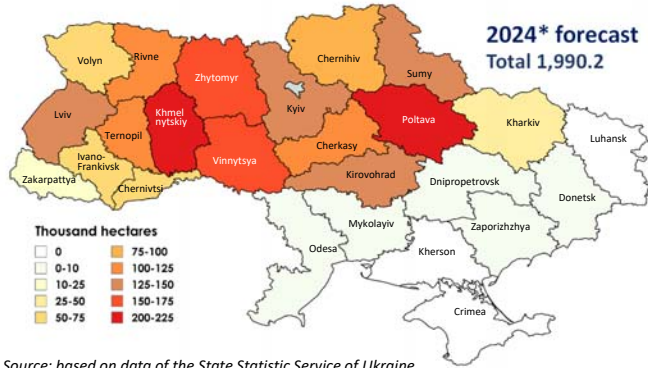 2024* forecast
Total 1,990.2
Volyn
Rivne
Zhytomyr
Chernihiv
Sumy
Kyiv
Lviv
Ternopil
Khmel
nytskiy
Poltava
Kharkiv
Luhansk
Cherkasy
Vinnytsya
Ivano-
Frankivsk
Zakarpattya
Chernivtsi
Kirovohrad
Dnipropetrovsk
Donetsk
Zaporizhzhya
Mykolayiv
Odesa
Kherson
Crimea
Thousand hectares
0
0-10
10-25
25-50
50-75
75-100
100-125
125-150
150-175
200-225
Source: based on data of the State Statistic Service of Ukraine